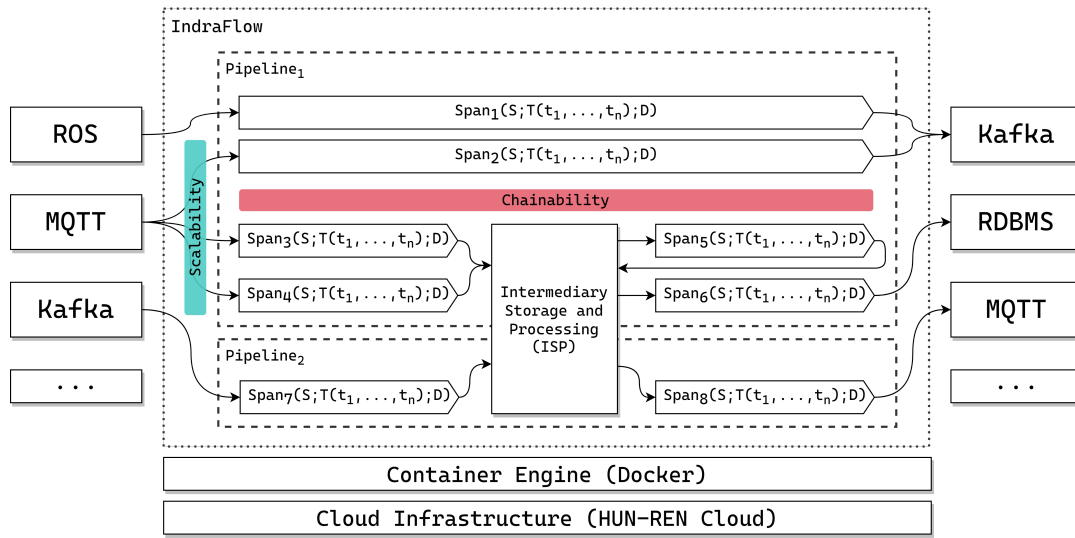 IndraFlow
Pipeline₁
Span₁(S;T(t₁,...,tₙ);D)
ROS
Kafka
Span₂(S;T(t₁,...,tₙ);D)
Scalability
Chainability
MQTT
RDBMS
Span₃(S;T(t₁,...,tₙ);D)
Span₅(S;T(t₁,...,tₙ);D)
Span₄(S;T(t₁,...,tₙ);D)
Span₆(S;T(t₁,...,tₙ);D)
Intermediary
Storage and
Processing
(ISP)
Kafka
MQTT
Pipeline₂
...
...
Span₇(S;T(t₁,...,tₙ);D)
Span₈(S;T(t₁,...,tₙ);D)
Container Engine (Docker)
Cloud Infrastructure (HUN-REN Cloud)